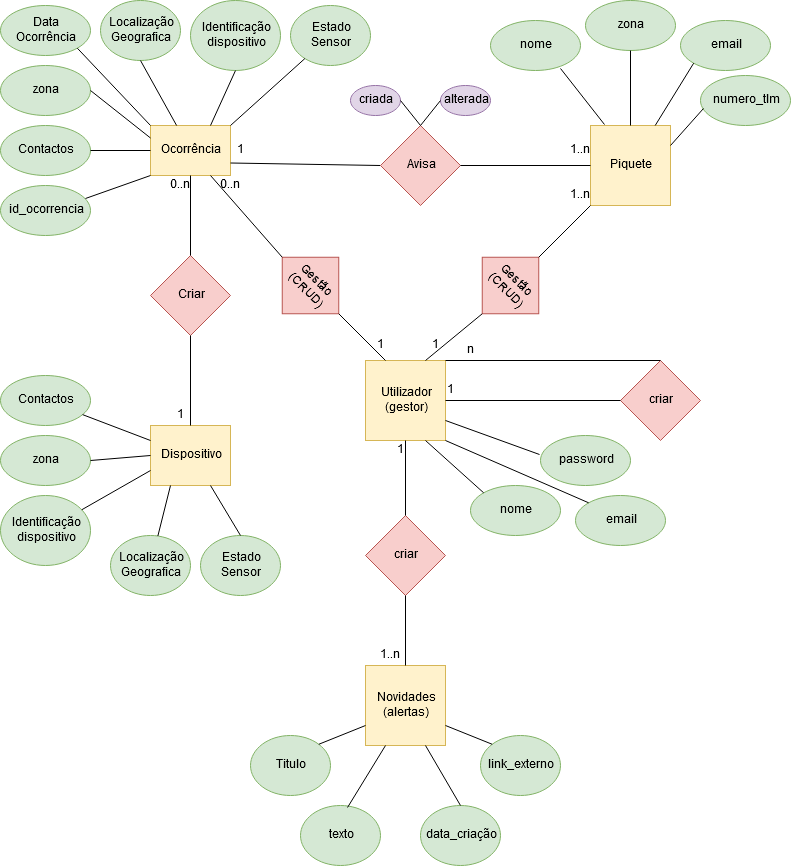 Data
Ocorrência
Localização
Geografica
Identificação
dispositivo
Estado
Sensor
zona
nome
email
zona
criada
alterada
numero_tlm
Contactos
Ocorrência
1
Avisa
1..n
Piquete
id_ocorrencia
0..n
0..n
1..n
Criar
Gestão
(CRUD)
Gestão
(CRUD)
1
1
n
Utilizador
(gestor)
1
criar
Contactos
1
Dispositivo
zona
1
password
nome
email
Identificação
dispositivo
Localização
Geografica
Estado
Sensor
criar
1..n
Novidades
(alertas)
Titulo
link_externo
texto
data_criação